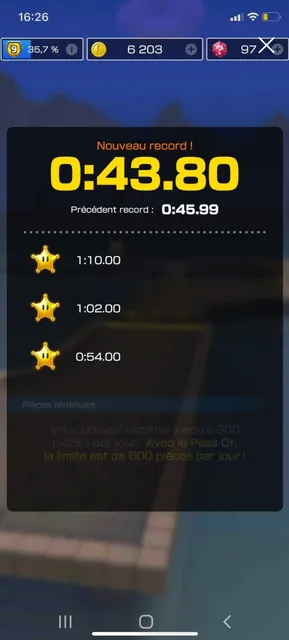 16:26
9 35,7 % i 6 203 + 97
Nouveau record !
0:43.80
Précédent record : 0:45.99
1:10.00
1:02.00
0:54.00
Pièces obtenues
Vous pouvez récolter jusqu'à 300
pièces par jour. Avec le Pass Or,
la limite est de 600 pièces par jour !